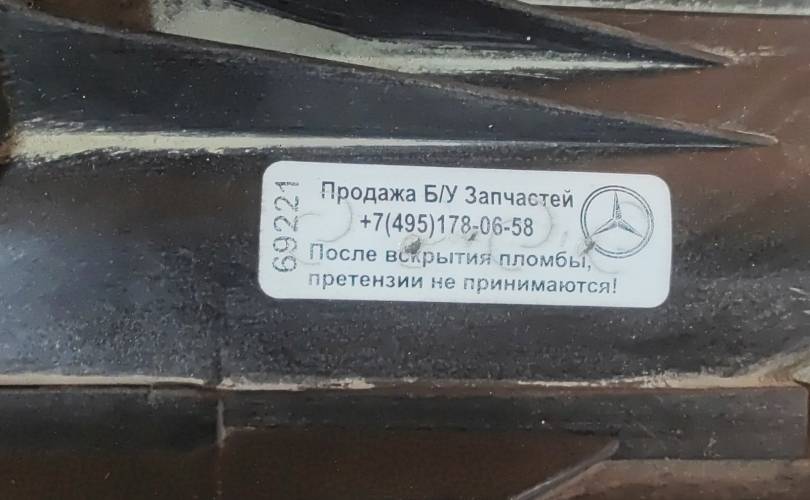 69221
Продажа Б/У Запчастей
+7(495)178-06-58
После вскрытия пломбы,
претензии не принимаются!